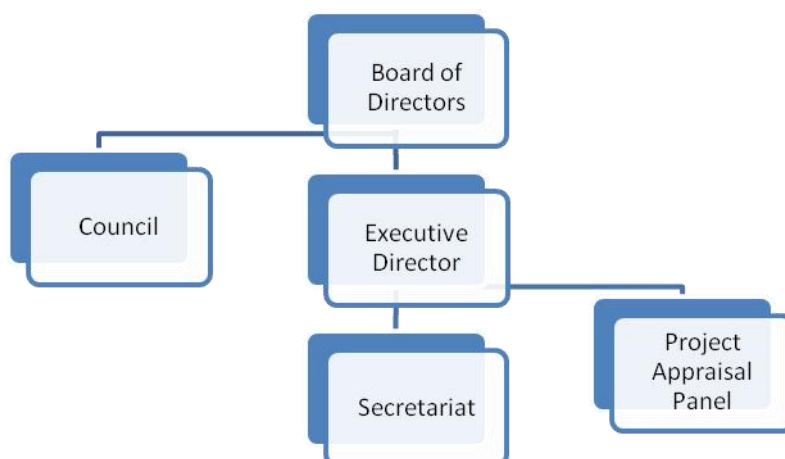 Board of
Directors
Council
Executive
Director
Project
Appraisal
Panel
Secretariat